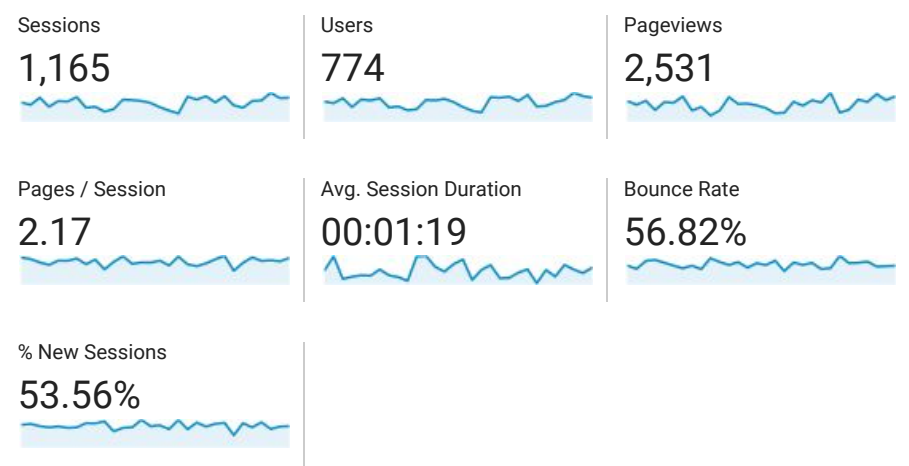 Sessions
1,165
Users
774
Pageviews
2,531
Pages / Session
2.17
Avg. Session Duration
00:01:19
Bounce Rate
56.82%
% New Sessions
53.56%